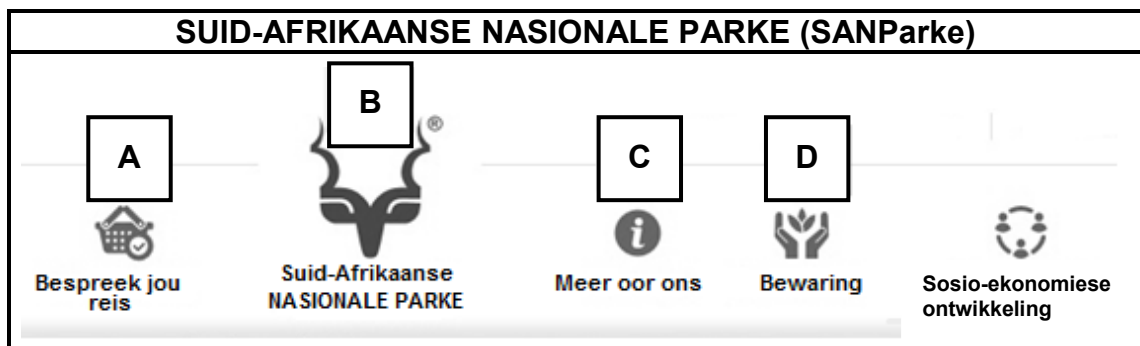 SUID-AFRIKAANSE NASIONALE PARKE (SANParke)
A
B
®
C
D
i
Bespreek jou
reis
Suid-Afrikaanse
NASIONALE PARKE
Meer oor ons
Bewaring
Sosio-ekonomiese
ontwikkeling